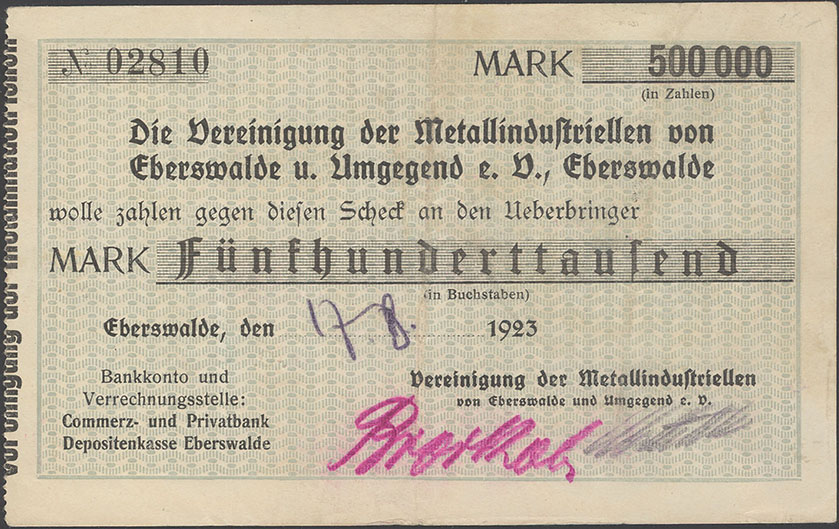 № 02810
MARK 500 000
(in Zahlen)
Die Vereinigung der Metallindustriellen von
Eberswalde u. Umgegend e. V., Eberswalde
wolle zahlen gegen diesen Scheck an den Ueberbringer
MARK Fünfhunderttausend
(in Buchstaben)
Eberswalde, den 17. 8. 1923
Bankkonto und
Verrechnungsstelle:
Commerz- und Privatbank
Depositenkasse Eberswalde
Vereinigung der Metallindustriellen
von Eberswalde und Umgegend e. V.